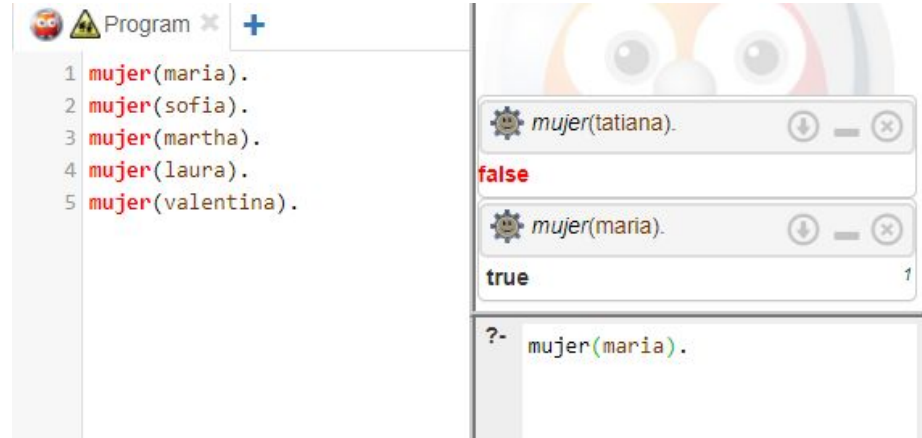 Program
1 mujer(maria).
2 mujer(sofia).
3 mujer(martha).
4 mujer(laura).
5 mujer(valentina).
mujer(tatiana).
false
mujer(maria).
true 1
?- mujer(maria).